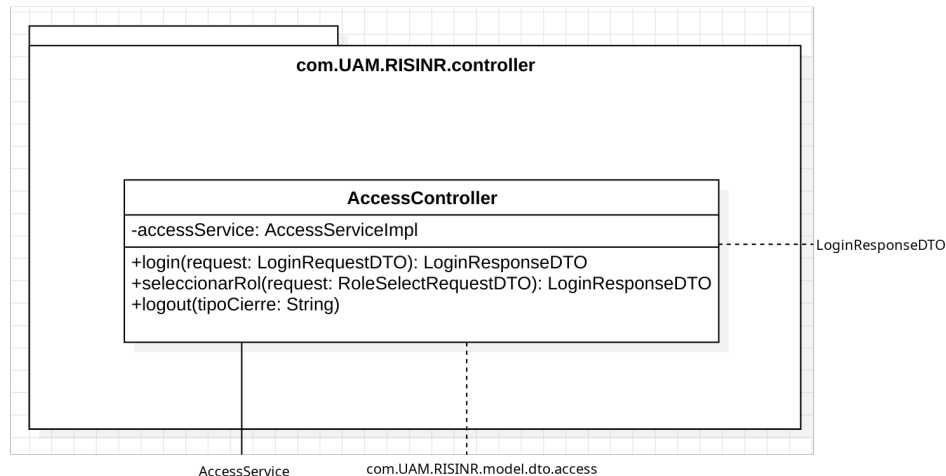 com.UAM.RISINR.controller
AccessController
-accessService: AccessServiceImpl
+login(request: LoginRequestDTO): LoginResponseDTO
+seleccionarRol(request: RoleSelectRequestDTO): LoginResponseDTO
+logout(tipoCierre: String)
LoginResponseDTO
AccessService
com.UAM.RISINR.model.dto.access